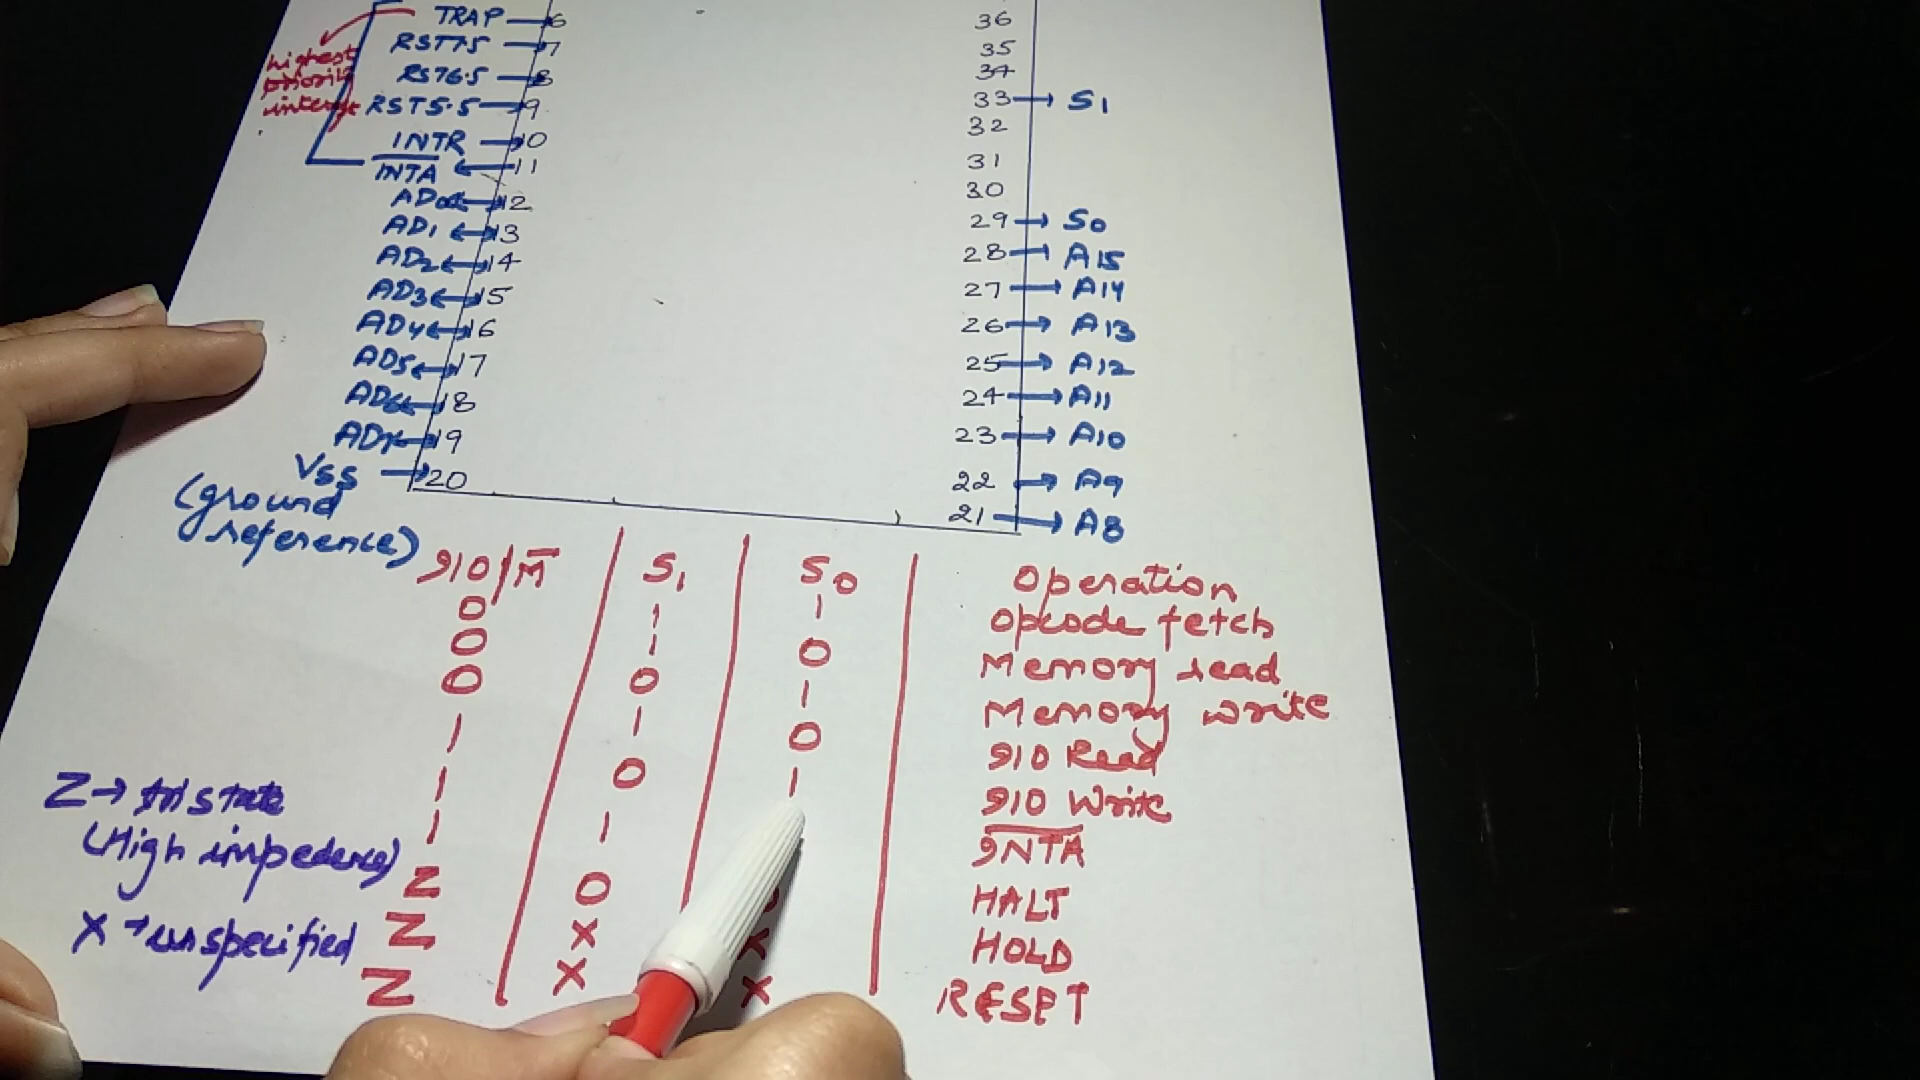 TRAP 6
highest
priority
RST7.5 7
RS76.5 8
RST5.5 9
INTR 10
INTA 11
12
AD1 13
AD2 14
AD3 15
AD4 16
AD5 17
AD6 18
19
Vss 20
(ground
reference)
36
35
34
33 S1
32
31
30
29 S0
28 A15
27 A14
26 A13
25 A12
24 A11
23 A10
22 A9
21 A8
IO/M̅ S1 S0 Operation
0 1 1 Opcode fetch
0 1 0 Memory read
0 0 1 Memory write
1 1 0 IO Read
1 0 1 IO Write
1 1 I̅N̅T̅A̅
Z 0 HALT
Z X X HOLD
Z X X RESET
Z → tristate
(High impedence)
X → unspecified